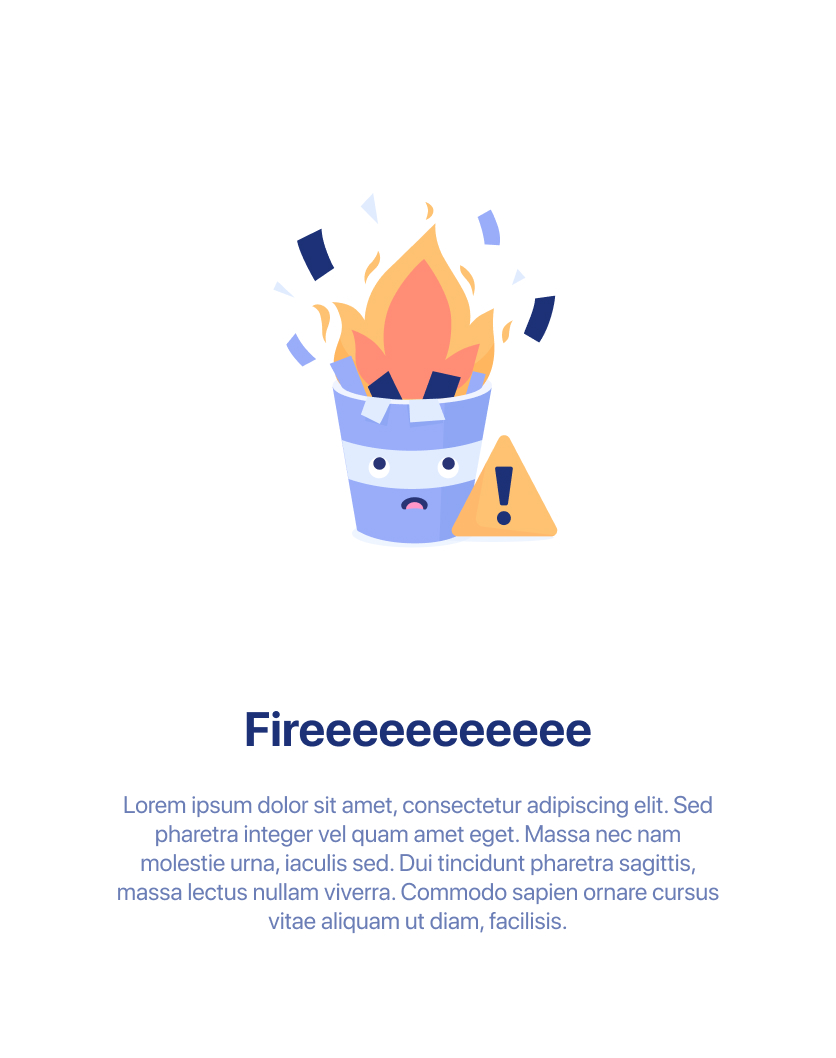 Fireeeeeeeeeee
Lorem ipsum dolor sit amet, consectetur adipiscing elit. Sed
pharetra integer vel quam amet eget. Massa nec nam
molestie urna, iaculis sed. Dui tincidunt pharetra sagittis,
massa lectus nullam viverra. Commodo sapien ornare cursus
vitae aliquam ut diam, facilisis.